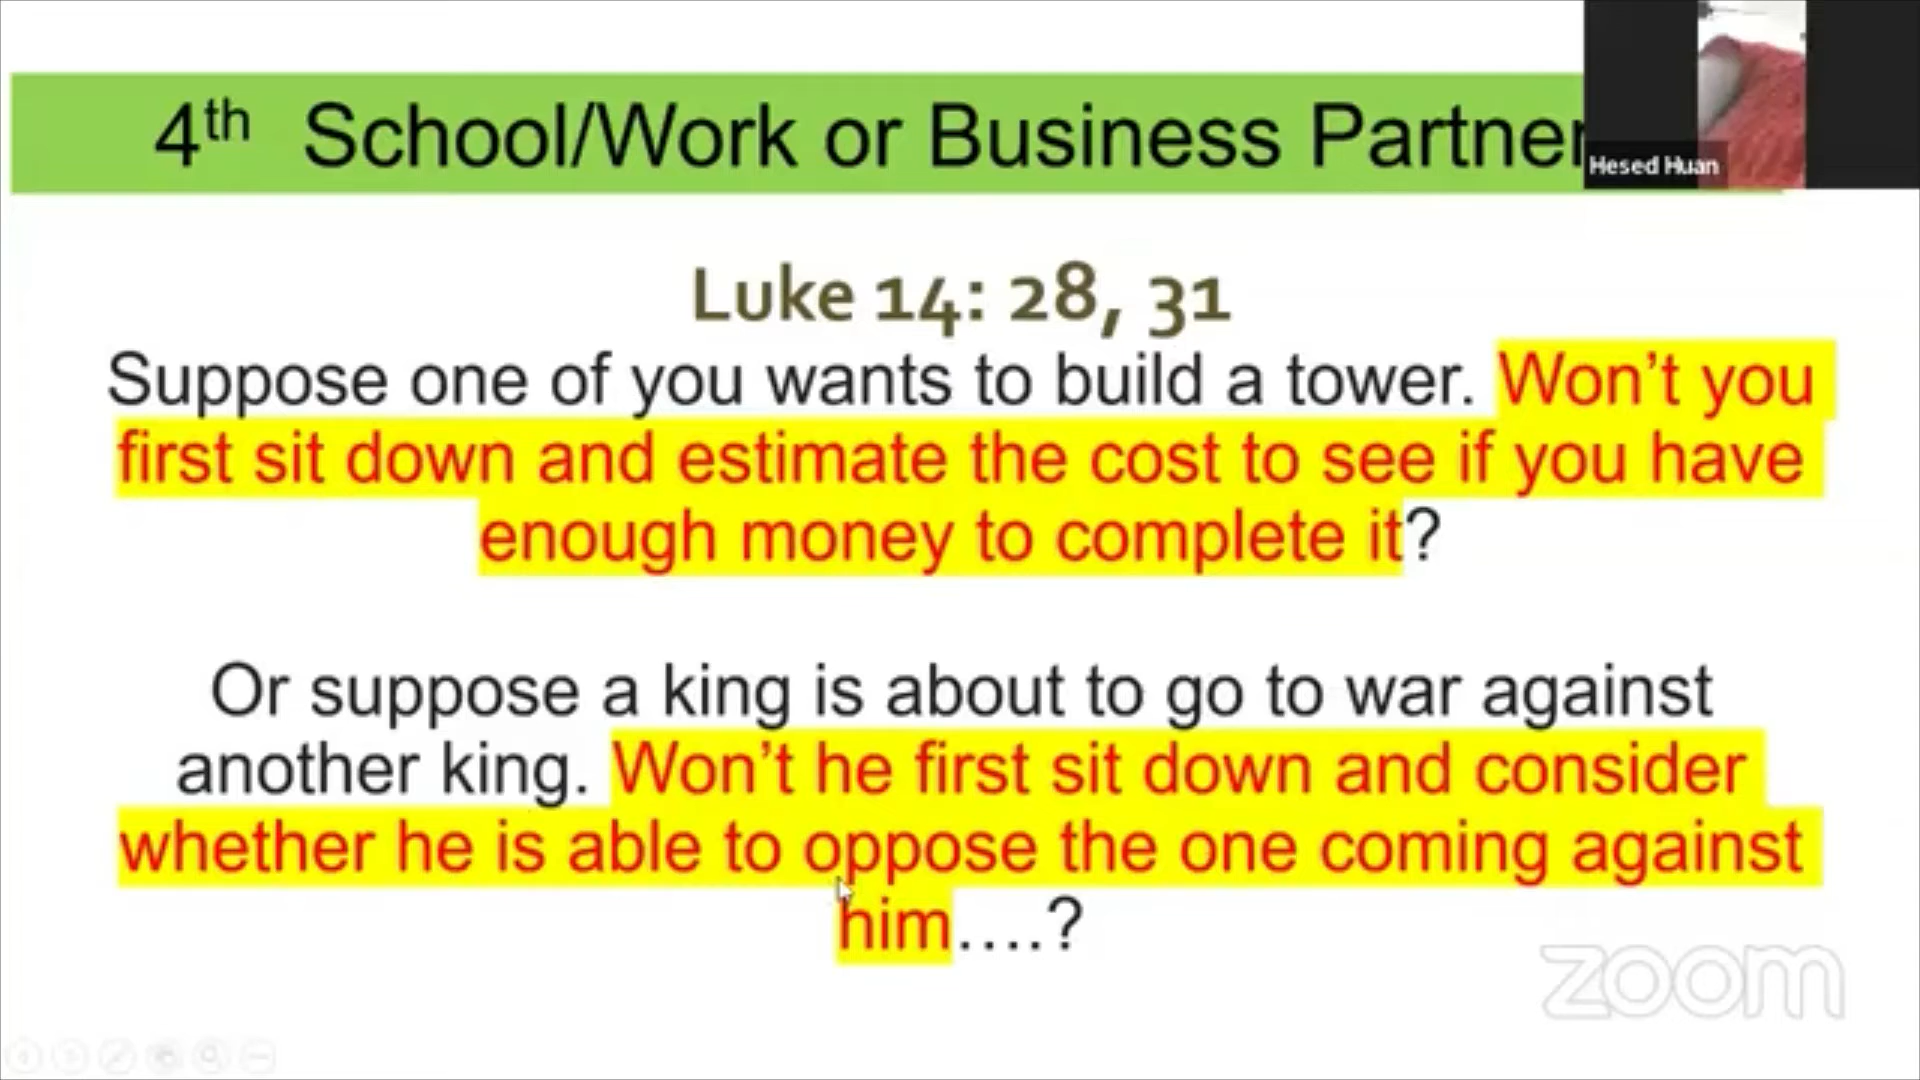 4th School/Work or Business Partner
Hesed Huan
Luke 14: 28, 31
Suppose one of you wants to build a tower. Won't you
first sit down and estimate the cost to see if you have
enough money to complete it?
Or suppose a king is about to go to war against
another king. Won't he first sit down and consider
whether he is able to oppose the one coming against
him....?
zoom